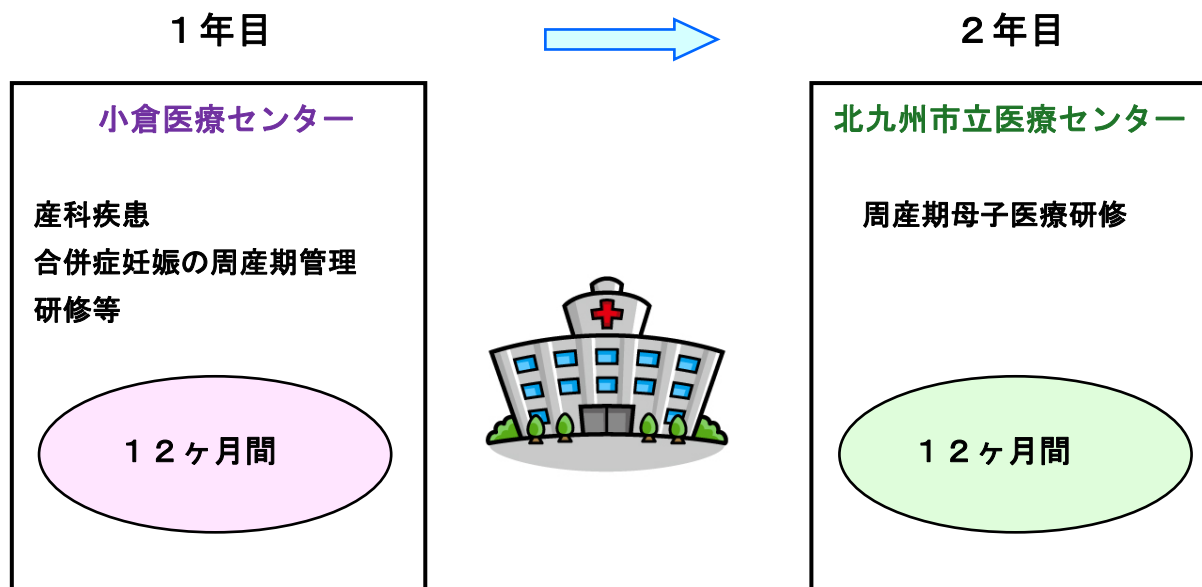 １年目
２年目
小倉医療センター
産科疾患
合併症妊娠の周産期管理
研修等
１２ヶ月間
北九州市立医療センター
周産期母子医療研修
１２ヶ月間